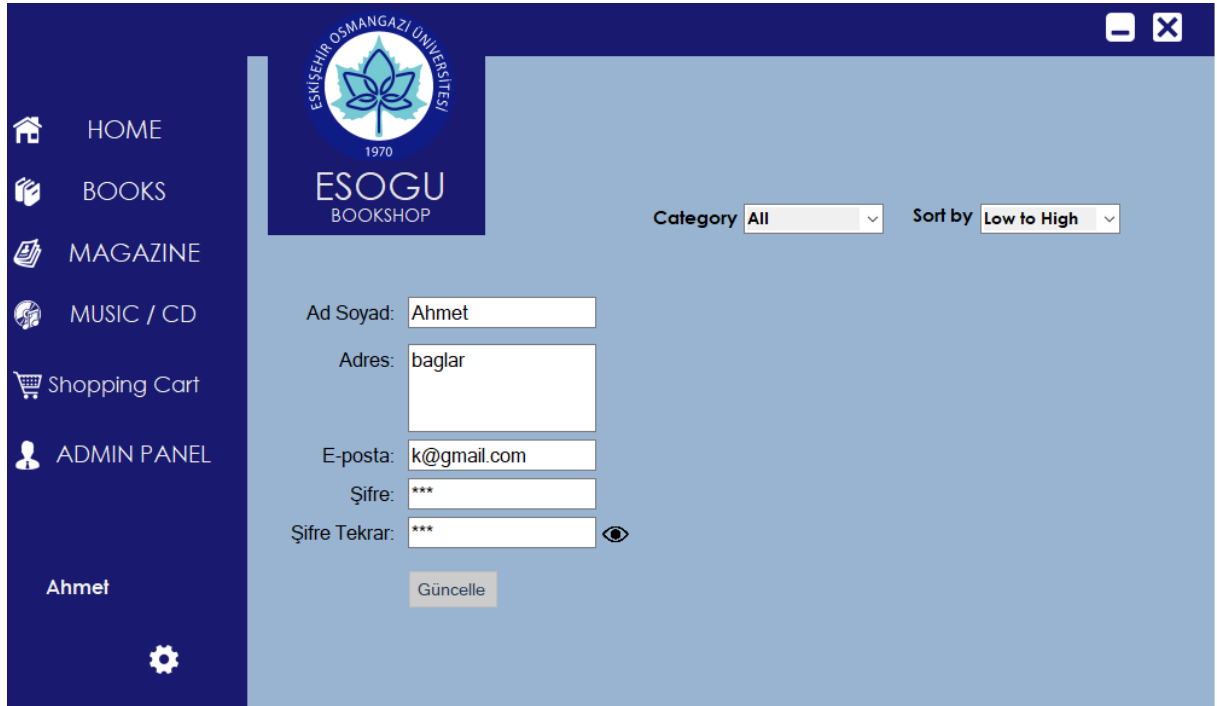 ESKİŞEHİR OSMANGAZİ ÜNİVERSİTESİ
1970
ESOGU
BOOKSHOP
HOME
BOOKS
MAGAZINE
MUSIC / CD
Shopping Cart
ADMIN PANEL
Ahmet
Category All Sort by Low to High
Ad Soyad: Ahmet
Adres: baglar
E-posta: k@gmail.com
Şifre: ***
Şifre Tekrar: ***
Güncelle